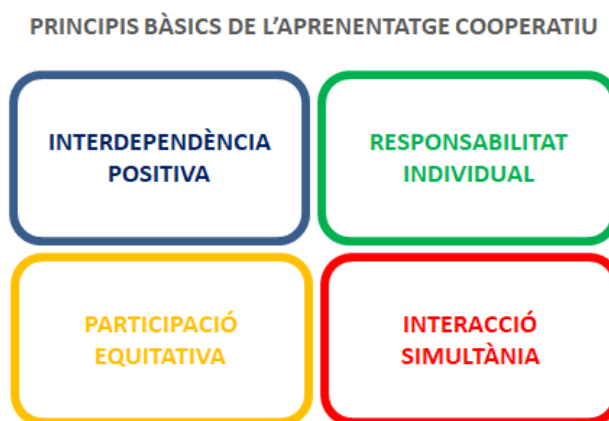 PRINCIPIS BÀSICS DE L'APRENENTATGE COOPERATIU
INTERDEPENDÈNCIA
POSITIVA
RESPONSABILITAT
INDIVIDUAL
PARTICIPACIÓ
EQUITATIVA
INTERACCIÓ
SIMULTÀNIA